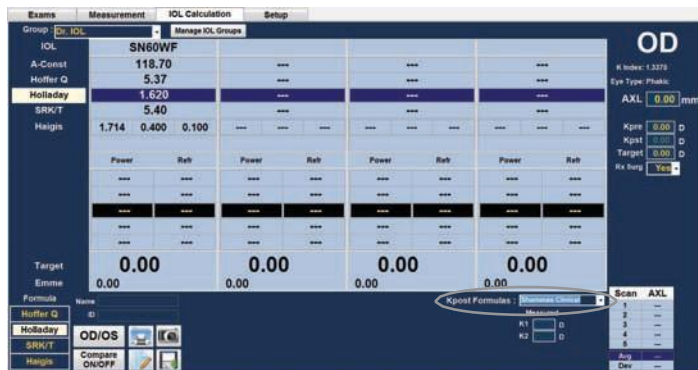 Exams Measurement IOL Calculation Setup
Group : Dr. IOL Manage IOL Groups
OD
IOL SN60WF
A-Const 118.70 --- --- ---
K Index: 1.3375
Hoffer Q 5.37 --- --- ---
Eye Type: Phakic
Holladay 1.620 --- --- ---
AXL 0.00 mm
SRK/T 5.40 --- --- ---
Haigis 1.714 0.400 0.100 --- --- --- --- --- --- --- --- ---
Kpre 0.00 D
Kpst 0.00 D
Target 0.00 D
Power Refr Power Refr Power Refr Power Refr
Rx Surg Yes
--- --- --- --- --- --- --- ---
--- --- --- --- --- --- --- ---
--- --- --- --- --- --- --- ---
--- --- --- --- --- --- --- ---
--- --- --- --- --- --- --- ---
Target 0.00 0.00 0.00 0.00
Emme 0.00 0.00 0.00 0.00
Formula Name
Kpost Formulas : Shammas Clinical
Scan AXL
Hoffer Q ID
Measured
1 ---
K1 D
2 ---
Holladay OD/OS
K2 D
3 ---
SRK/T
4 ---
5 ---
Haigis Compare ON/OFF
Avg ---
Dev ---